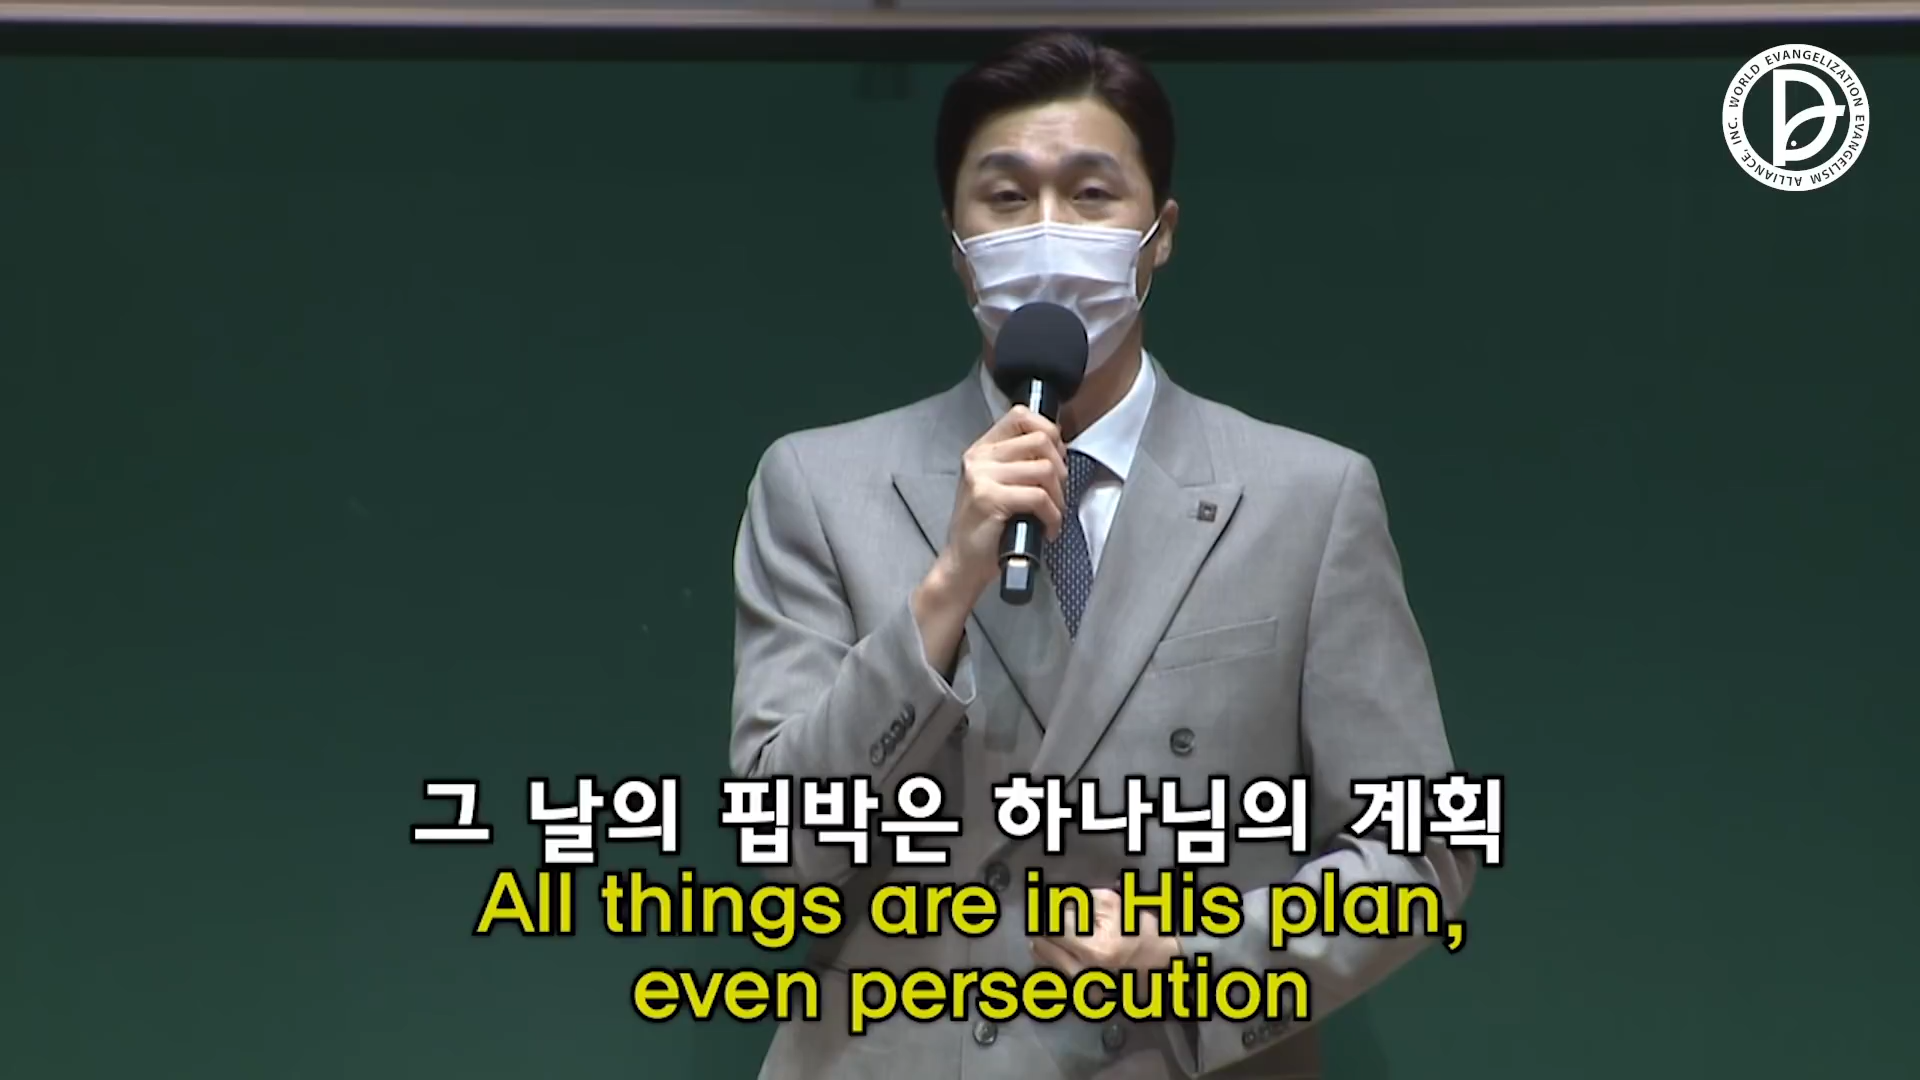 WORLD EVANGELIZATION EVANGELISM ALLIANCE, INC.
그 날의 핍박은 하나님의 계획
All things are in His plan,
even persecution